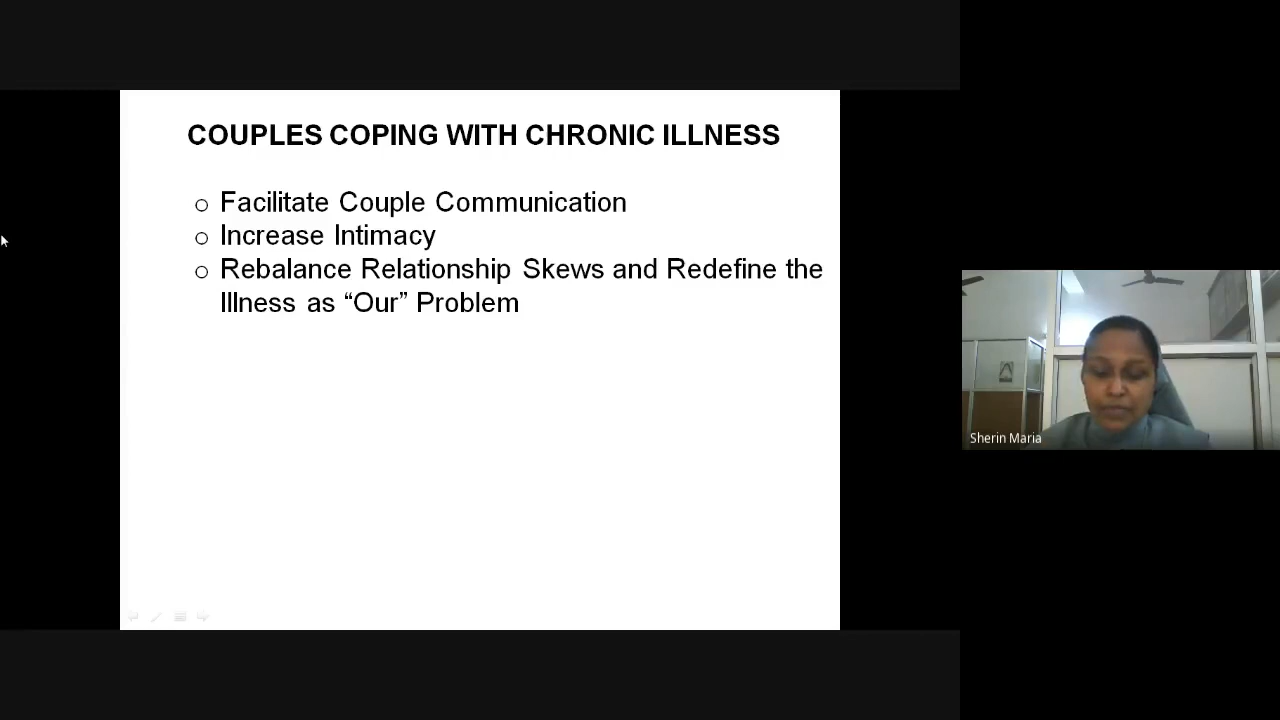 COUPLES COPING WITH CHRONIC ILLNESS
o Facilitate Couple Communication
o Increase Intimacy
o Rebalance Relationship Skews and Redefine the
Illness as “Our” Problem
Sherin Maria